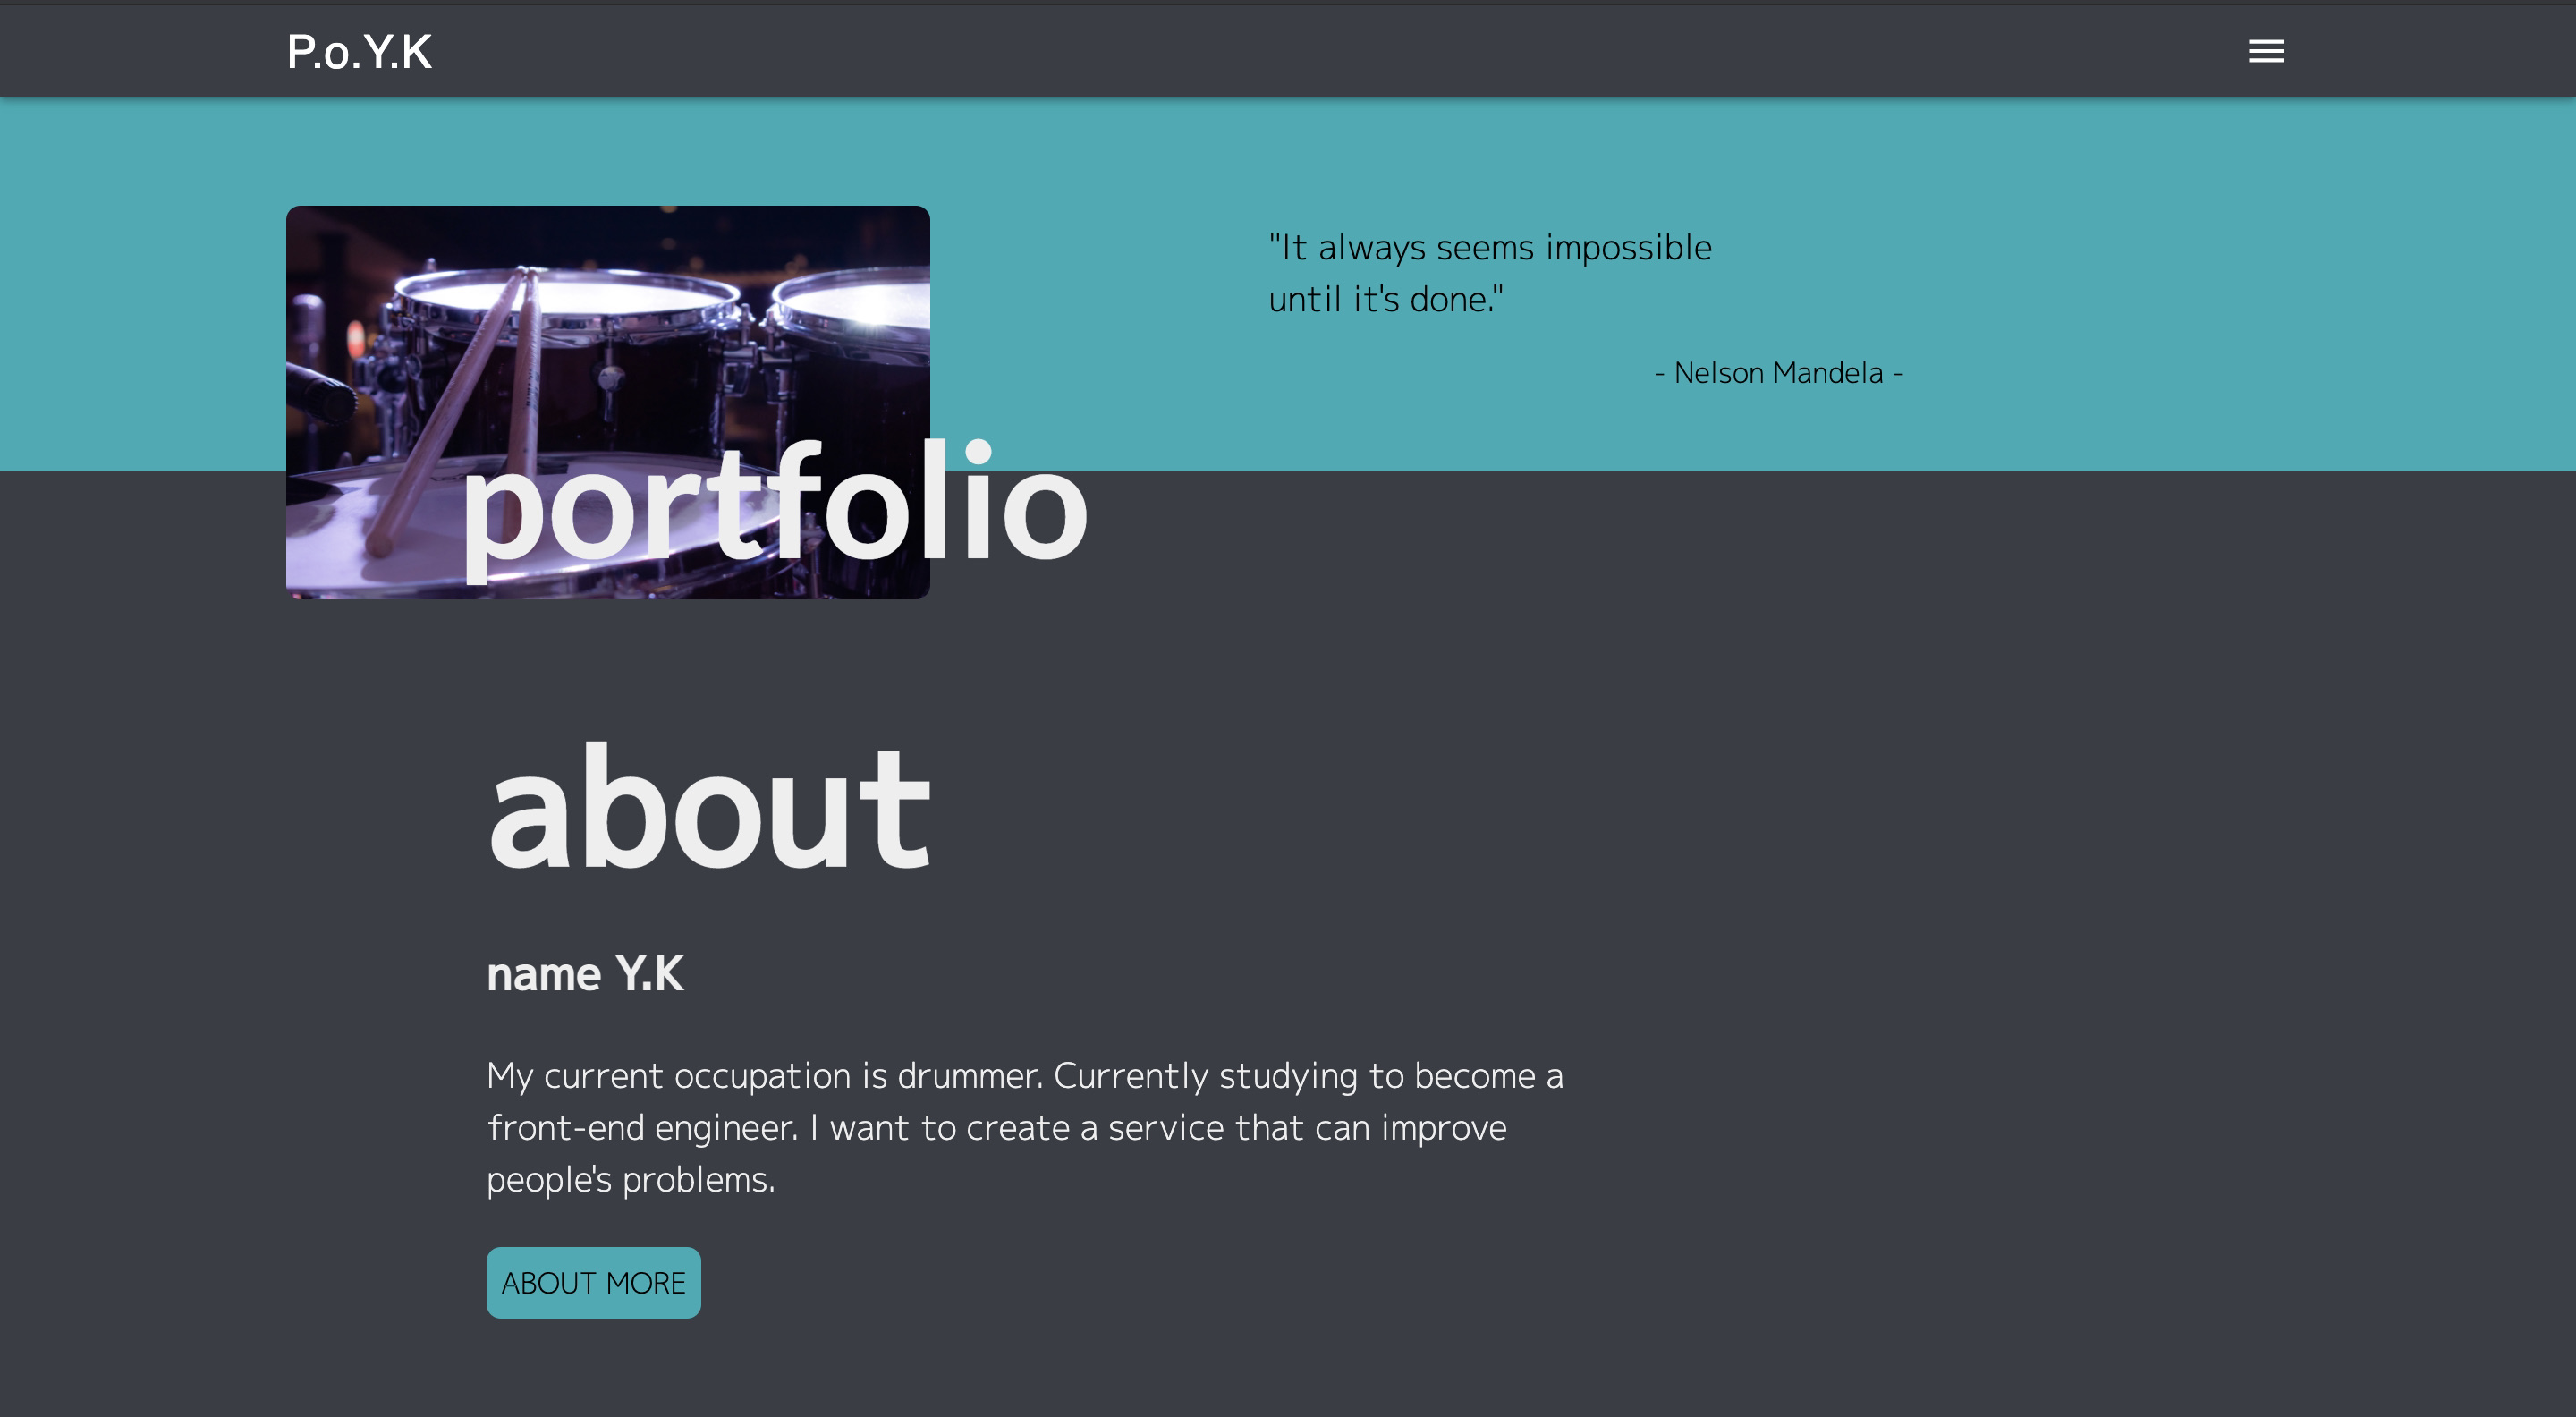 P.o.Y.K
"It always seems impossible
until it's done."
- Nelson Mandela -
portfolio
about
name Y.K
My current occupation is drummer. Currently studying to become a
front-end engineer. I want to create a service that can improve
people's problems.
ABOUT MORE